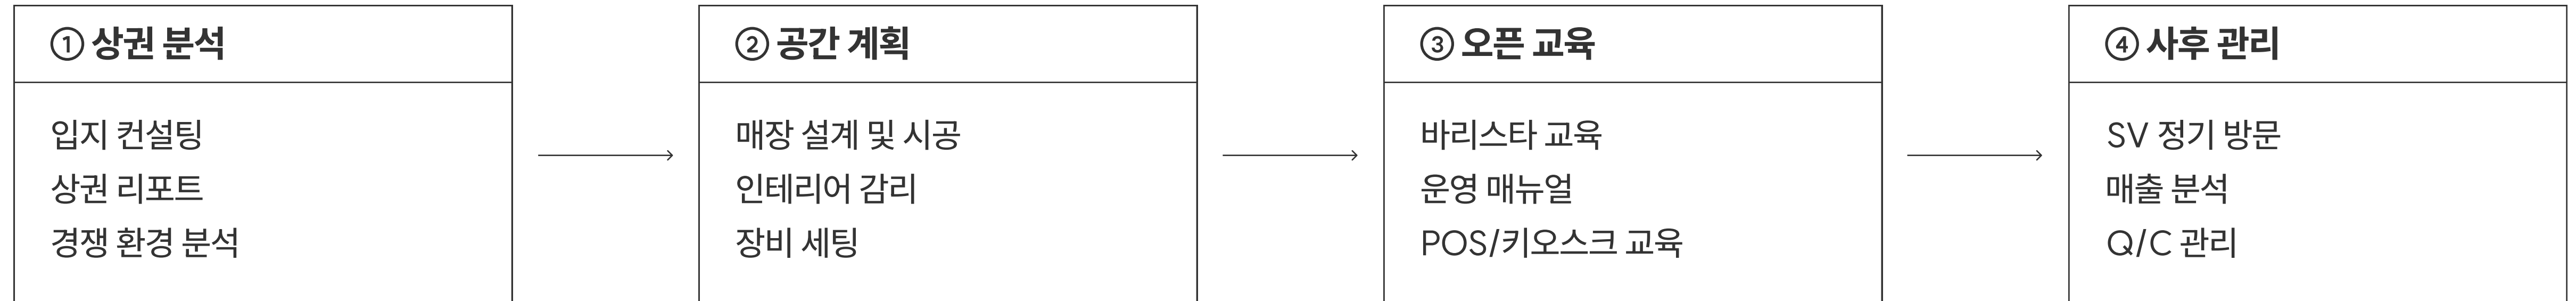 ① 상권 분석
입지 컨설팅
상권 리포트
경쟁 환경 분석
② 공간 계획
매장 설계 및 시공
인테리어 감리
장비 세팅
③ 오픈 교육
바리스타 교육
운영 매뉴얼
POS/키오스크 교육
④ 사후 관리
SV 정기 방문
매출 분석
Q/C 관리